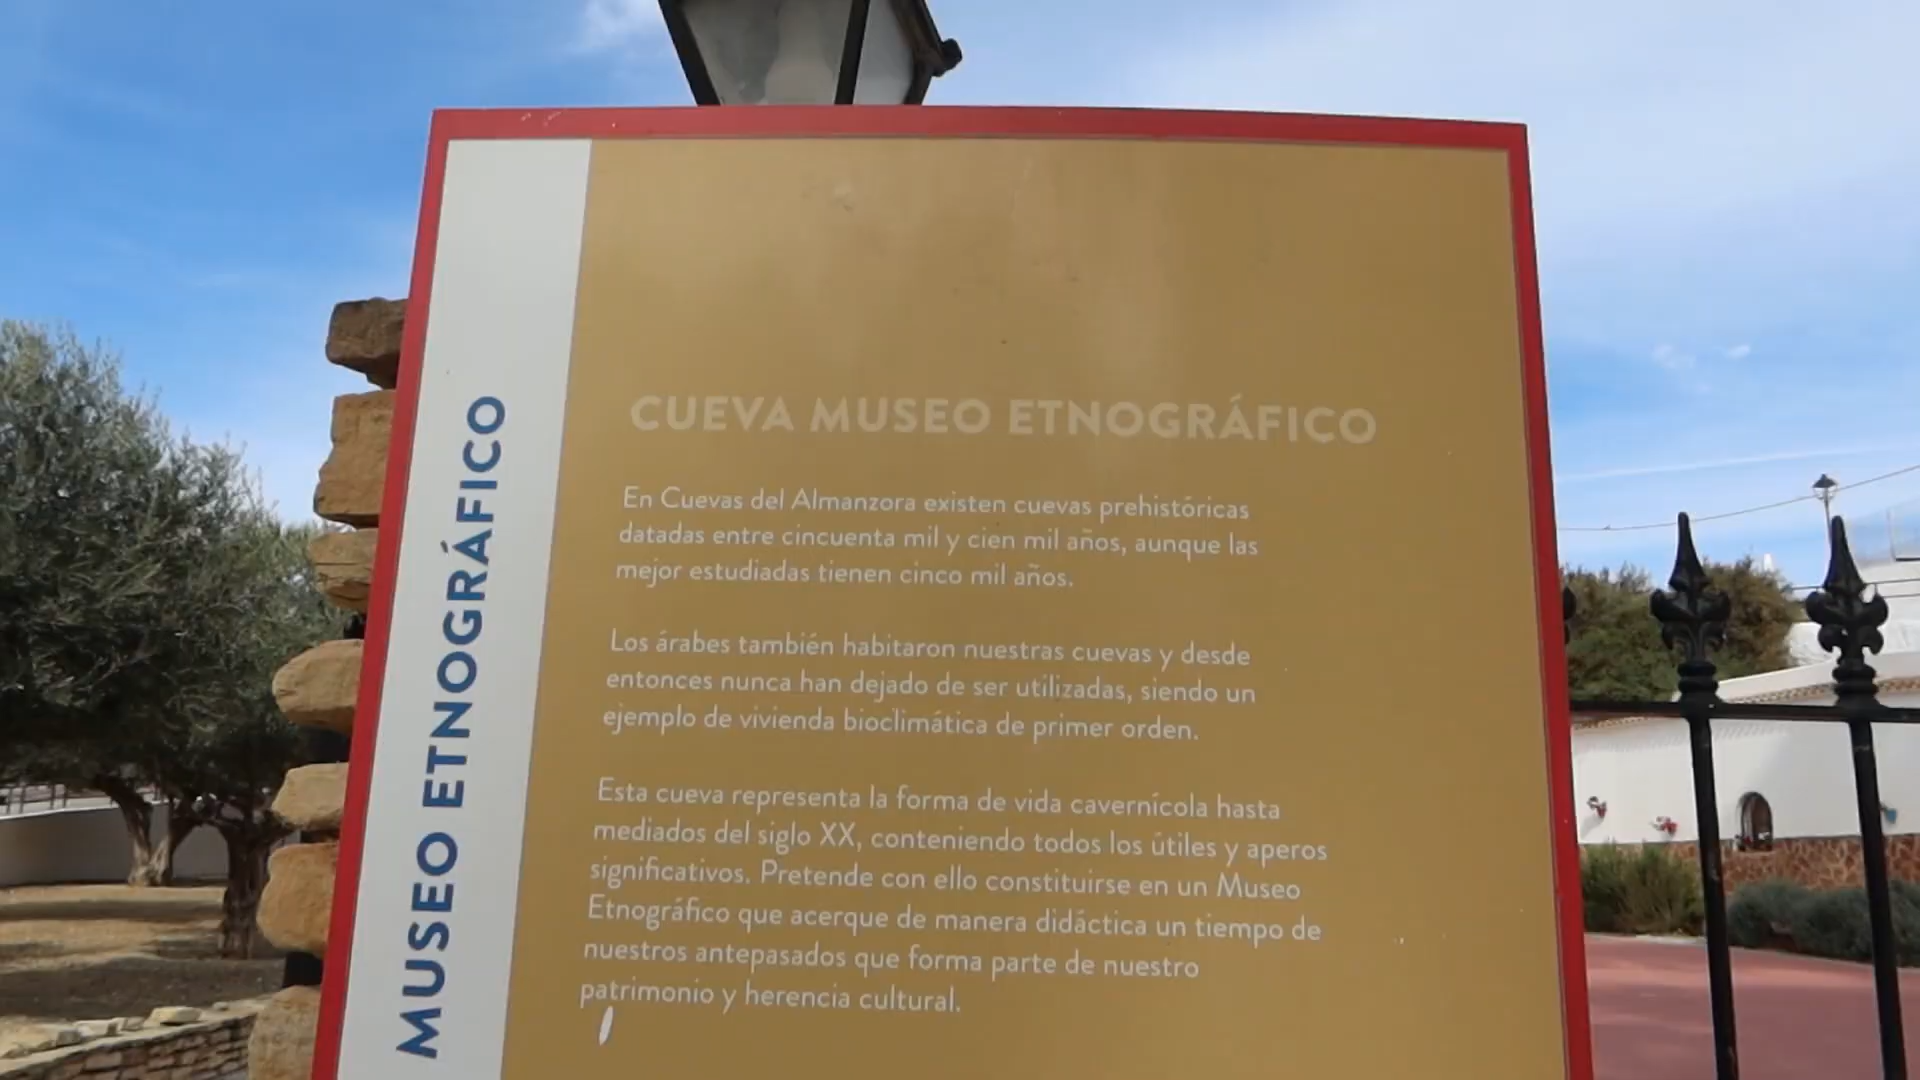 MUSEO ETNOGRÁFICO
CUEVA MUSEO ETNOGRÁFICO
En Cuevas del Almanzora existen cuevas prehistóricas
datadas entre cincuenta mil y cien mil años, aunque las
mejor estudiadas tienen cinco mil años.
Los árabes también habitaron nuestras cuevas y desde
entonces nunca han dejado de ser utilizadas, siendo un
ejemplo de vivienda bioclimática de primer orden.
Esta cueva representa la forma de vida cavernícola hasta
mediados del siglo XX, conteniendo todos los útiles y aperos
significativos. Pretende con ello constituirse en un Museo
Etnográfico que acerque de manera didáctica un tiempo de
nuestros antepasados que forma parte de nuestro
patrimonio y herencia cultural.